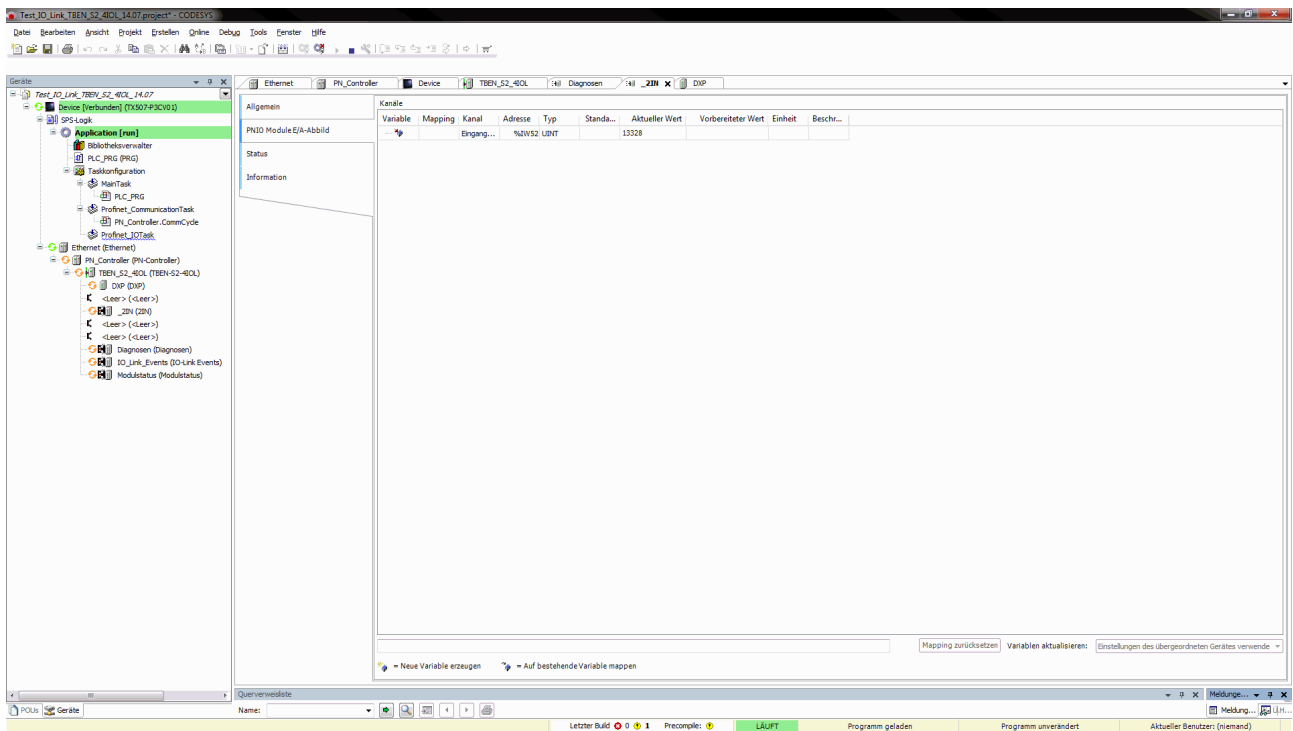 Test_IO_Link_TBEN_S2_4IOL_14.07.project* - CODESYS
Datei Bearbeiten Ansicht Projekt Erstellen Online Debug Tools Fenster Hilfe
Geräte
Test_IO_Link_TBEN_S2_4IOL_14.07
Device [Verbunden] (TX507-P3CV01)
SPS-Logik
Application [run]
Bibliotheksverwalter
PLC_PRG (PRG)
Taskkonfiguration
MainTask
PLC_PRG
Profinet_CommunicationTask
PN_Controller.CommCycle
Profinet_IOTask
Ethernet (Ethernet)
PN_Controller (PN-Controller)
TBEN_S2_4IOL (TBEN-S2-4IOL)
DXP (DXP)
<Leer> (<Leer>)
_2IN (2IN)
<Leer> (<Leer>)
<Leer> (<Leer>)
Diagnosen (Diagnosen)
IO_Link_Events (IO-Link Events)
Modulstatus (Modulstatus)
POUs Geräte
Ethernet PN_Controller Device TBEN_S2_4IOL Diagnosen _2IN DXP
Allgemein
PNIO Module E/A-Abbild
Status
Information
Kanäle
Variable Mapping Kanal Adresse Typ Standa... Aktueller Wert Vorbereiteter Wert Einheit Beschr...
Eingang... %IW52 UINT 13328
Mapping zurücksetzen Variablen aktualisieren: Einstellungen des übergeordneten Gerätes verwende
= Neue Variable erzeugen = Auf bestehende Variable mappen
Querverweisliste
Name:
Meldunge...
Meldung...
Letzter Build 0 1 Precompile: LÄUFT Programm geladen Programm unverändert Aktueller Benutzer: (niemand)